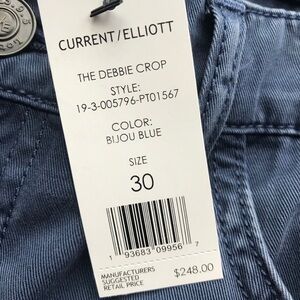 CURRENT/ELLIOTT
THE DEBBIE CROP
STYLE:
19-3-005796-PT01567
COLOR:
BIJOU BLUE
SIZE
30
1 93683 09956 7
MANUFACTURERS
SUGGESTED
RETAIL PRICE
$248.00